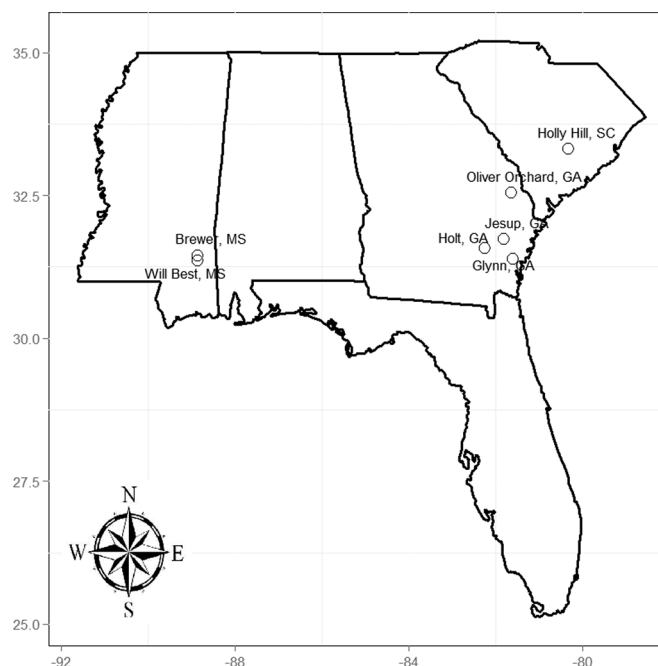 35.0
Holly Hill, SC
Oliver Orchard, GA
32.5
Jesup, GA
Brewer, MS
Holt, GA
Glynn, GA
Will Best, MS
30.0
27.5
N
W E
S
25.0
-92 -88 -84 -80